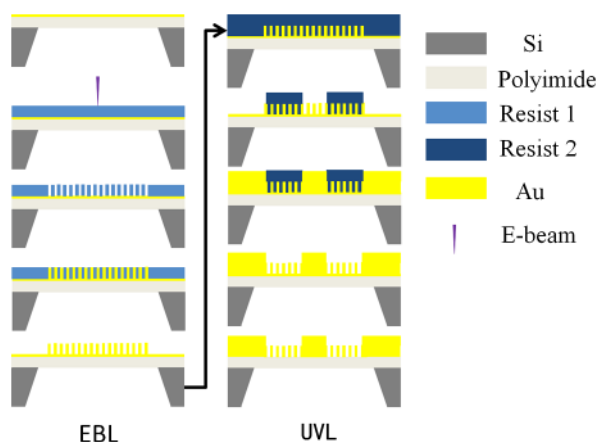 Si
Polyimide
Resist 1
Resist 2
Au
E-beam
EBL
UVL